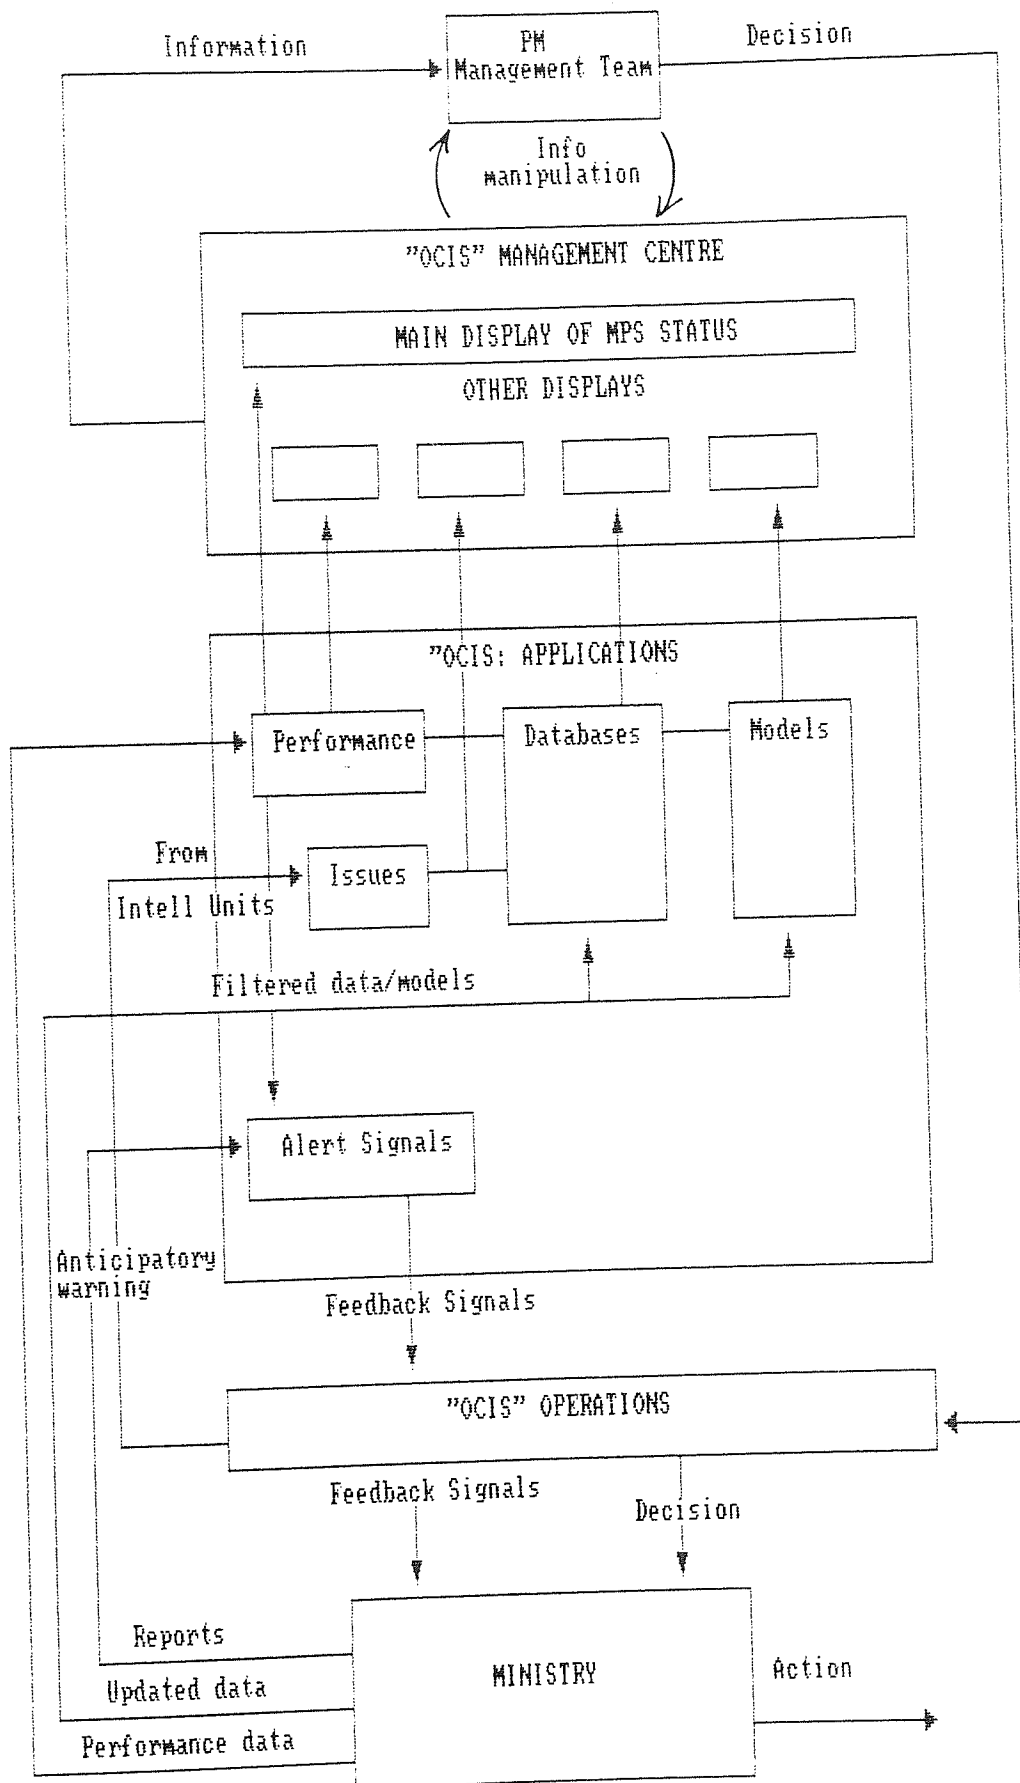 Information
PM
Management Team
Decision
Info
manipulation
"OCIS" MANAGEMENT CENTRE
MAIN DISPLAY OF MPS STATUS
OTHER DISPLAYS
"OCIS: APPLICATIONS
Performance
Databases
Models
From
Intell Units
Issues
Filtered data/models
Alert Signals
Anticipatory
warning
Feedback Signals
"OCIS" OPERATIONS
Feedback Signals
Decision
Reports
MINISTRY
Action
Updated data
Performance data